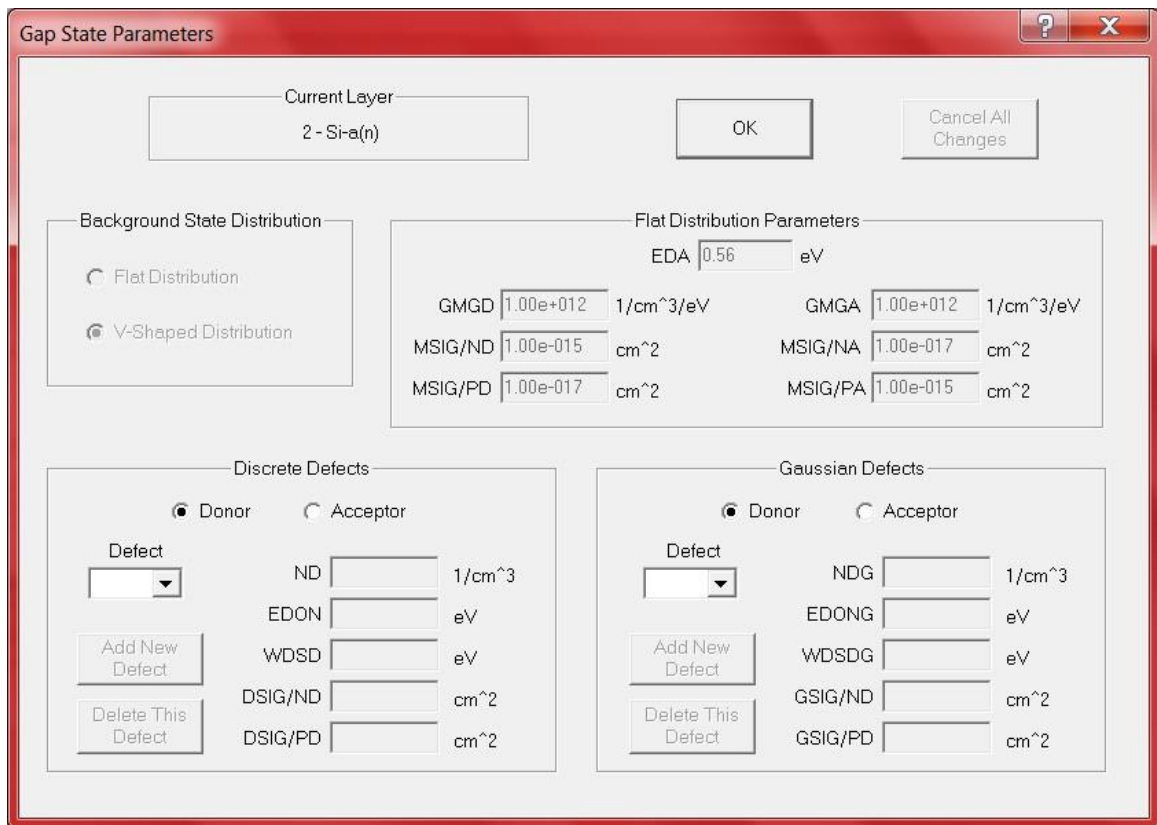 Gap State Parameters
Current Layer
2 - Si-a(n)
OK
Cancel All
Changes
Background State Distribution
Flat Distribution
V-Shaped Distribution
Flat Distribution Parameters
EDA 0.56 eV
GMGD 1.00e+012 1/cm^3/eV GMGA 1.00e+012 1/cm^3/eV
MSIG/ND 1.00e-015 cm^2 MSIG/NA 1.00e-017 cm^2
MSIG/PD 1.00e-017 cm^2 MSIG/PA 1.00e-015 cm^2
Discrete Defects
Donor Acceptor
Defect
ND 1/cm^3
EDON eV
Add New
Defect
WDSD eV
DSIG/ND cm^2
Delete This
Defect
DSIG/PD cm^2
Gaussian Defects
Donor Acceptor
Defect
NDG 1/cm^3
EDONG eV
Add New
Defect
WDSDG eV
GSIG/ND cm^2
Delete This
Defect
GSIG/PD cm^2